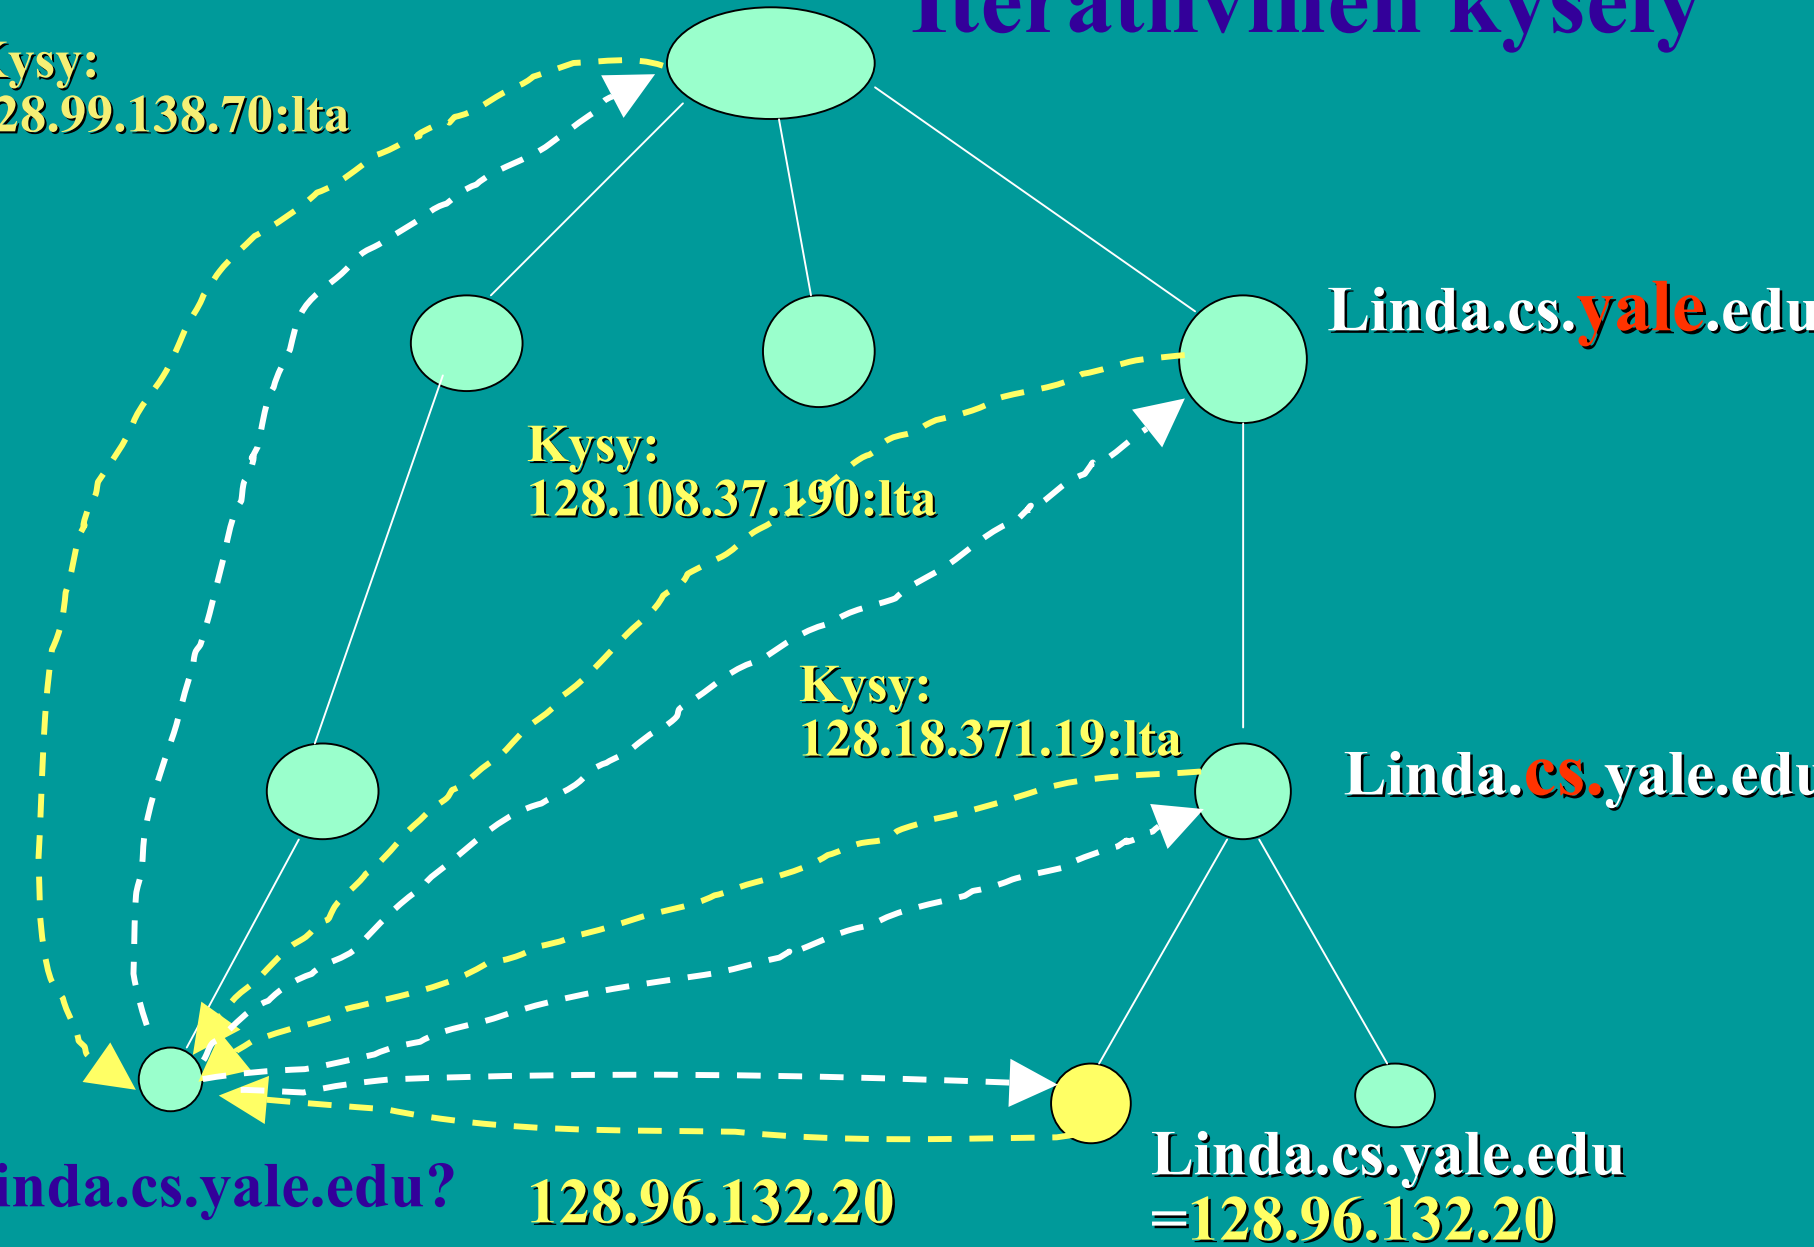 Iteratiivinen kysely
Kysy:
28.99.138.70:lta
Linda.cs.yale.edu
Kysy:
128.108.37.190:lta
Kysy:
128.18.371.19:lta
Linda.cs.yale.edu
Linda.cs.yale.edu
=128.96.132.20
inda.cs.yale.edu?
128.96.132.20